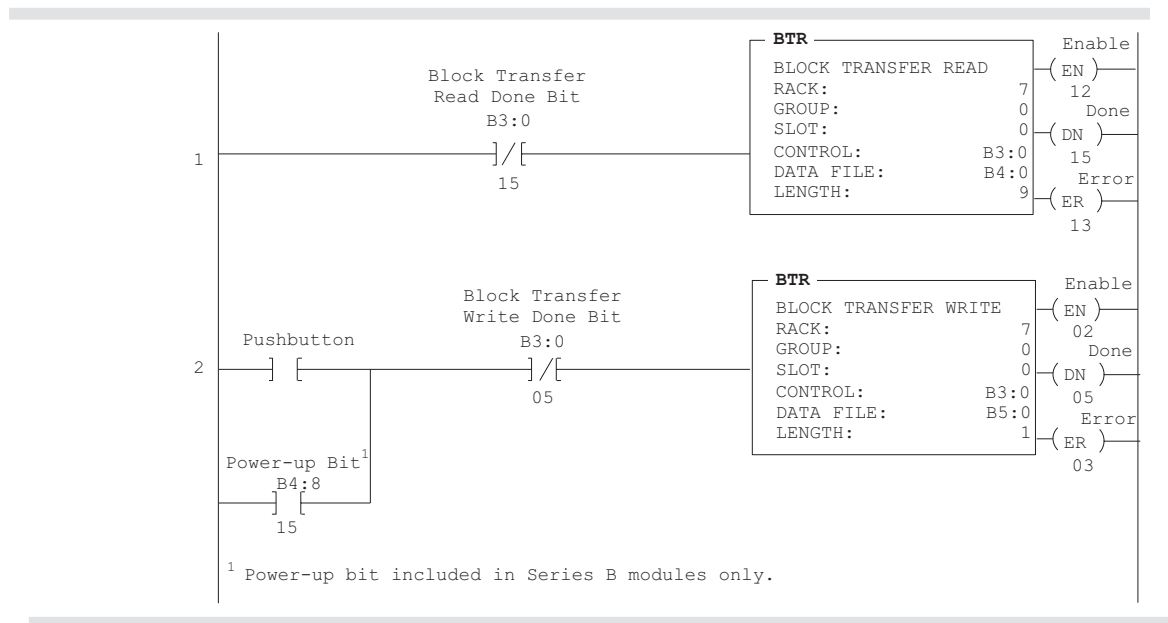 1
Block Transfer
Read Done Bit
B3:0
]/[
15
BTR
BLOCK TRANSFER READ
RACK: 7
GROUP: 0
SLOT: 0
CONTROL: B3:0
DATA FILE: B4:0
LENGTH: 9
Enable
( EN )
12
Done
( DN )
15
Error
( ER )
13
2
Pushbutton
] [
Power-up Bit1
B4:8
] [
15
Block Transfer
Write Done Bit
B3:0
]/[
05
BTR
BLOCK TRANSFER WRITE
RACK: 7
GROUP: 0
SLOT: 0
CONTROL: B3:0
DATA FILE: B5:0
LENGTH: 1
Enable
( EN )
02
Done
( DN )
05
Error
( ER )
03
1 Power-up bit included in Series B modules only.